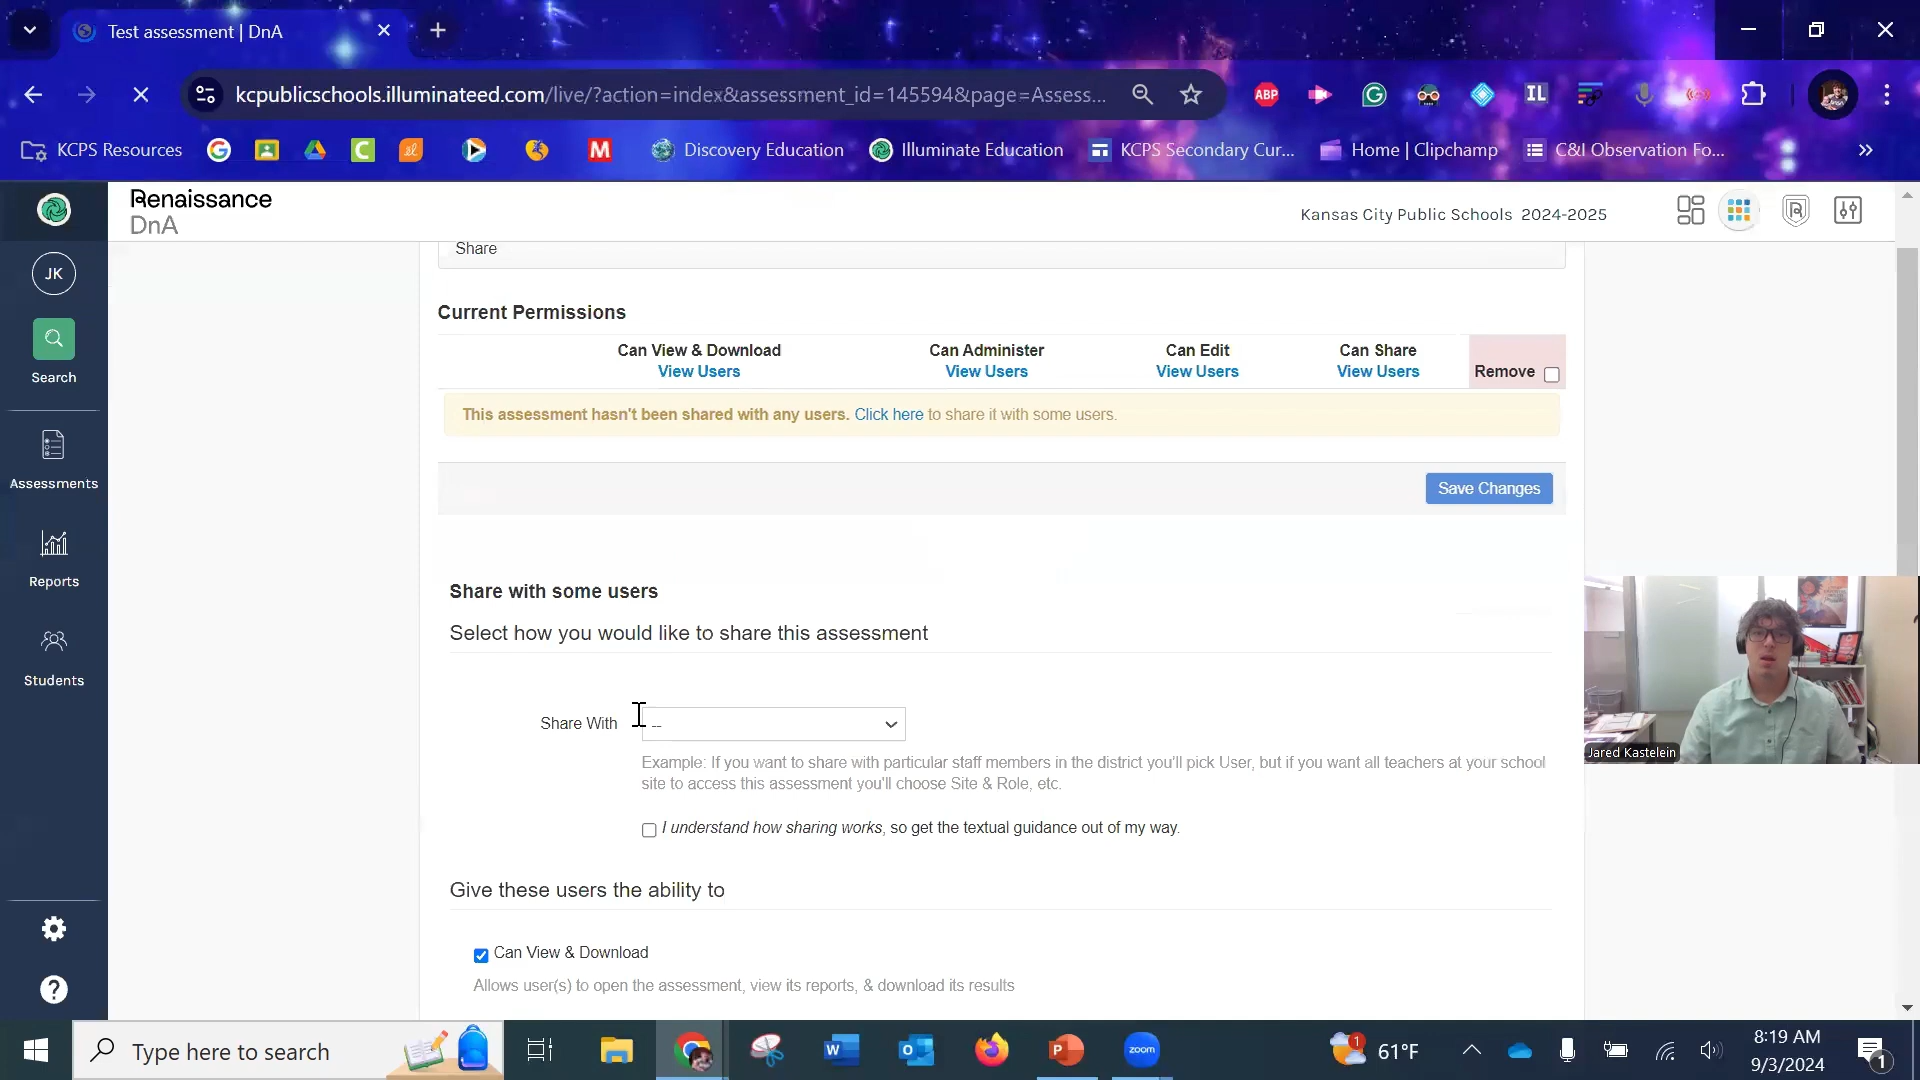 Test assessment | DnA
kcpublicschools.illuminateed.com/live/?action=index&assessment_id=145594&page=Assess...
ABP
IL
KCPS Resources
Discovery Education
Illuminate Education
KCPS Secondary Cur...
Home | Clipchamp
C&I Observation Fo...
Renaissance
DnA
Kansas City Public Schools 2024-2025
JK
Search
Assessments
Reports
Students
Share
Current Permissions
Can View & Download
View Users
Can Administer
View Users
Can Edit
View Users
Can Share
View Users
Remove
This assessment hasn't been shared with any users. Click here to share it with some users.
Save Changes
Share with some users
Select how you would like to share this assessment
Share With
--
Example: If you want to share with particular staff members in the district you'll pick User, but if you want all teachers at your school
site to access this assessment you'll choose Site & Role, etc.
I understand how sharing works, so get the textual guidance out of my way.
Give these users the ability to
Can View & Download
Allows user(s) to open the assessment, view its reports, & download its results
Jared Kastelein
Type here to search
zoom
1
61°F
8:19 AM
9/3/2024
1